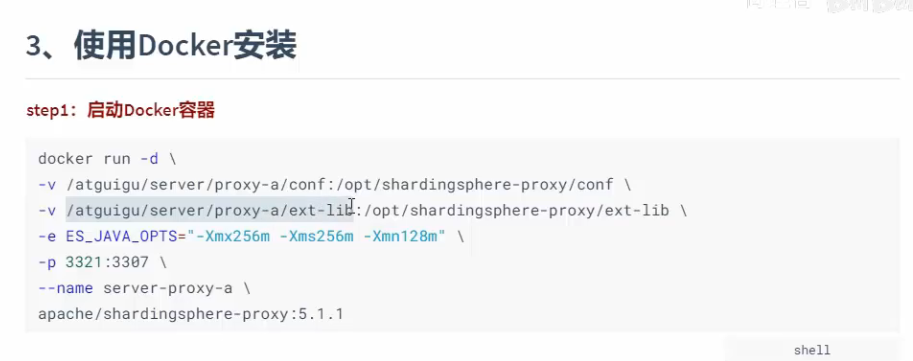 3、使用Docker安装
step1：启动Docker容器
docker run -d \
-v /atguigu/server/proxy-a/conf:/opt/shardingsphere-proxy/conf \
-v /atguigu/server/proxy-a/ext-lib:/opt/shardingsphere-proxy/ext-lib \
-e ES_JAVA_OPTS="-Xmx256m -Xms256m -Xmn128m" \
-p 3321:3307 \
--name server-proxy-a \
apache/shardingsphere-proxy:5.1.1
shell